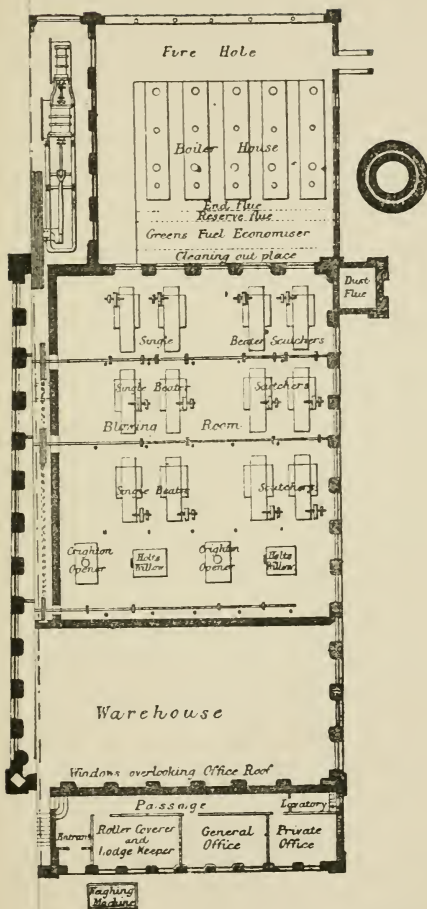 Fire Hole
Boiler House
End Flue
Reserve flue
Greens Fuel Economiser
Cleaning out place
Dust
Flue
Single Beater Scutchers
Single Beater Scutchers
Blowing Room
Single Beater Scutchers
Crighton
Opener
Holts
Willow
Crighton
Opener
Holts
Willow
Warehouse
Windows overlooking Office Roof
Passage
Lavatory
Entrance
Roller Coverer
and
Lodge Keeper
General
Office
Private
Office
Machine